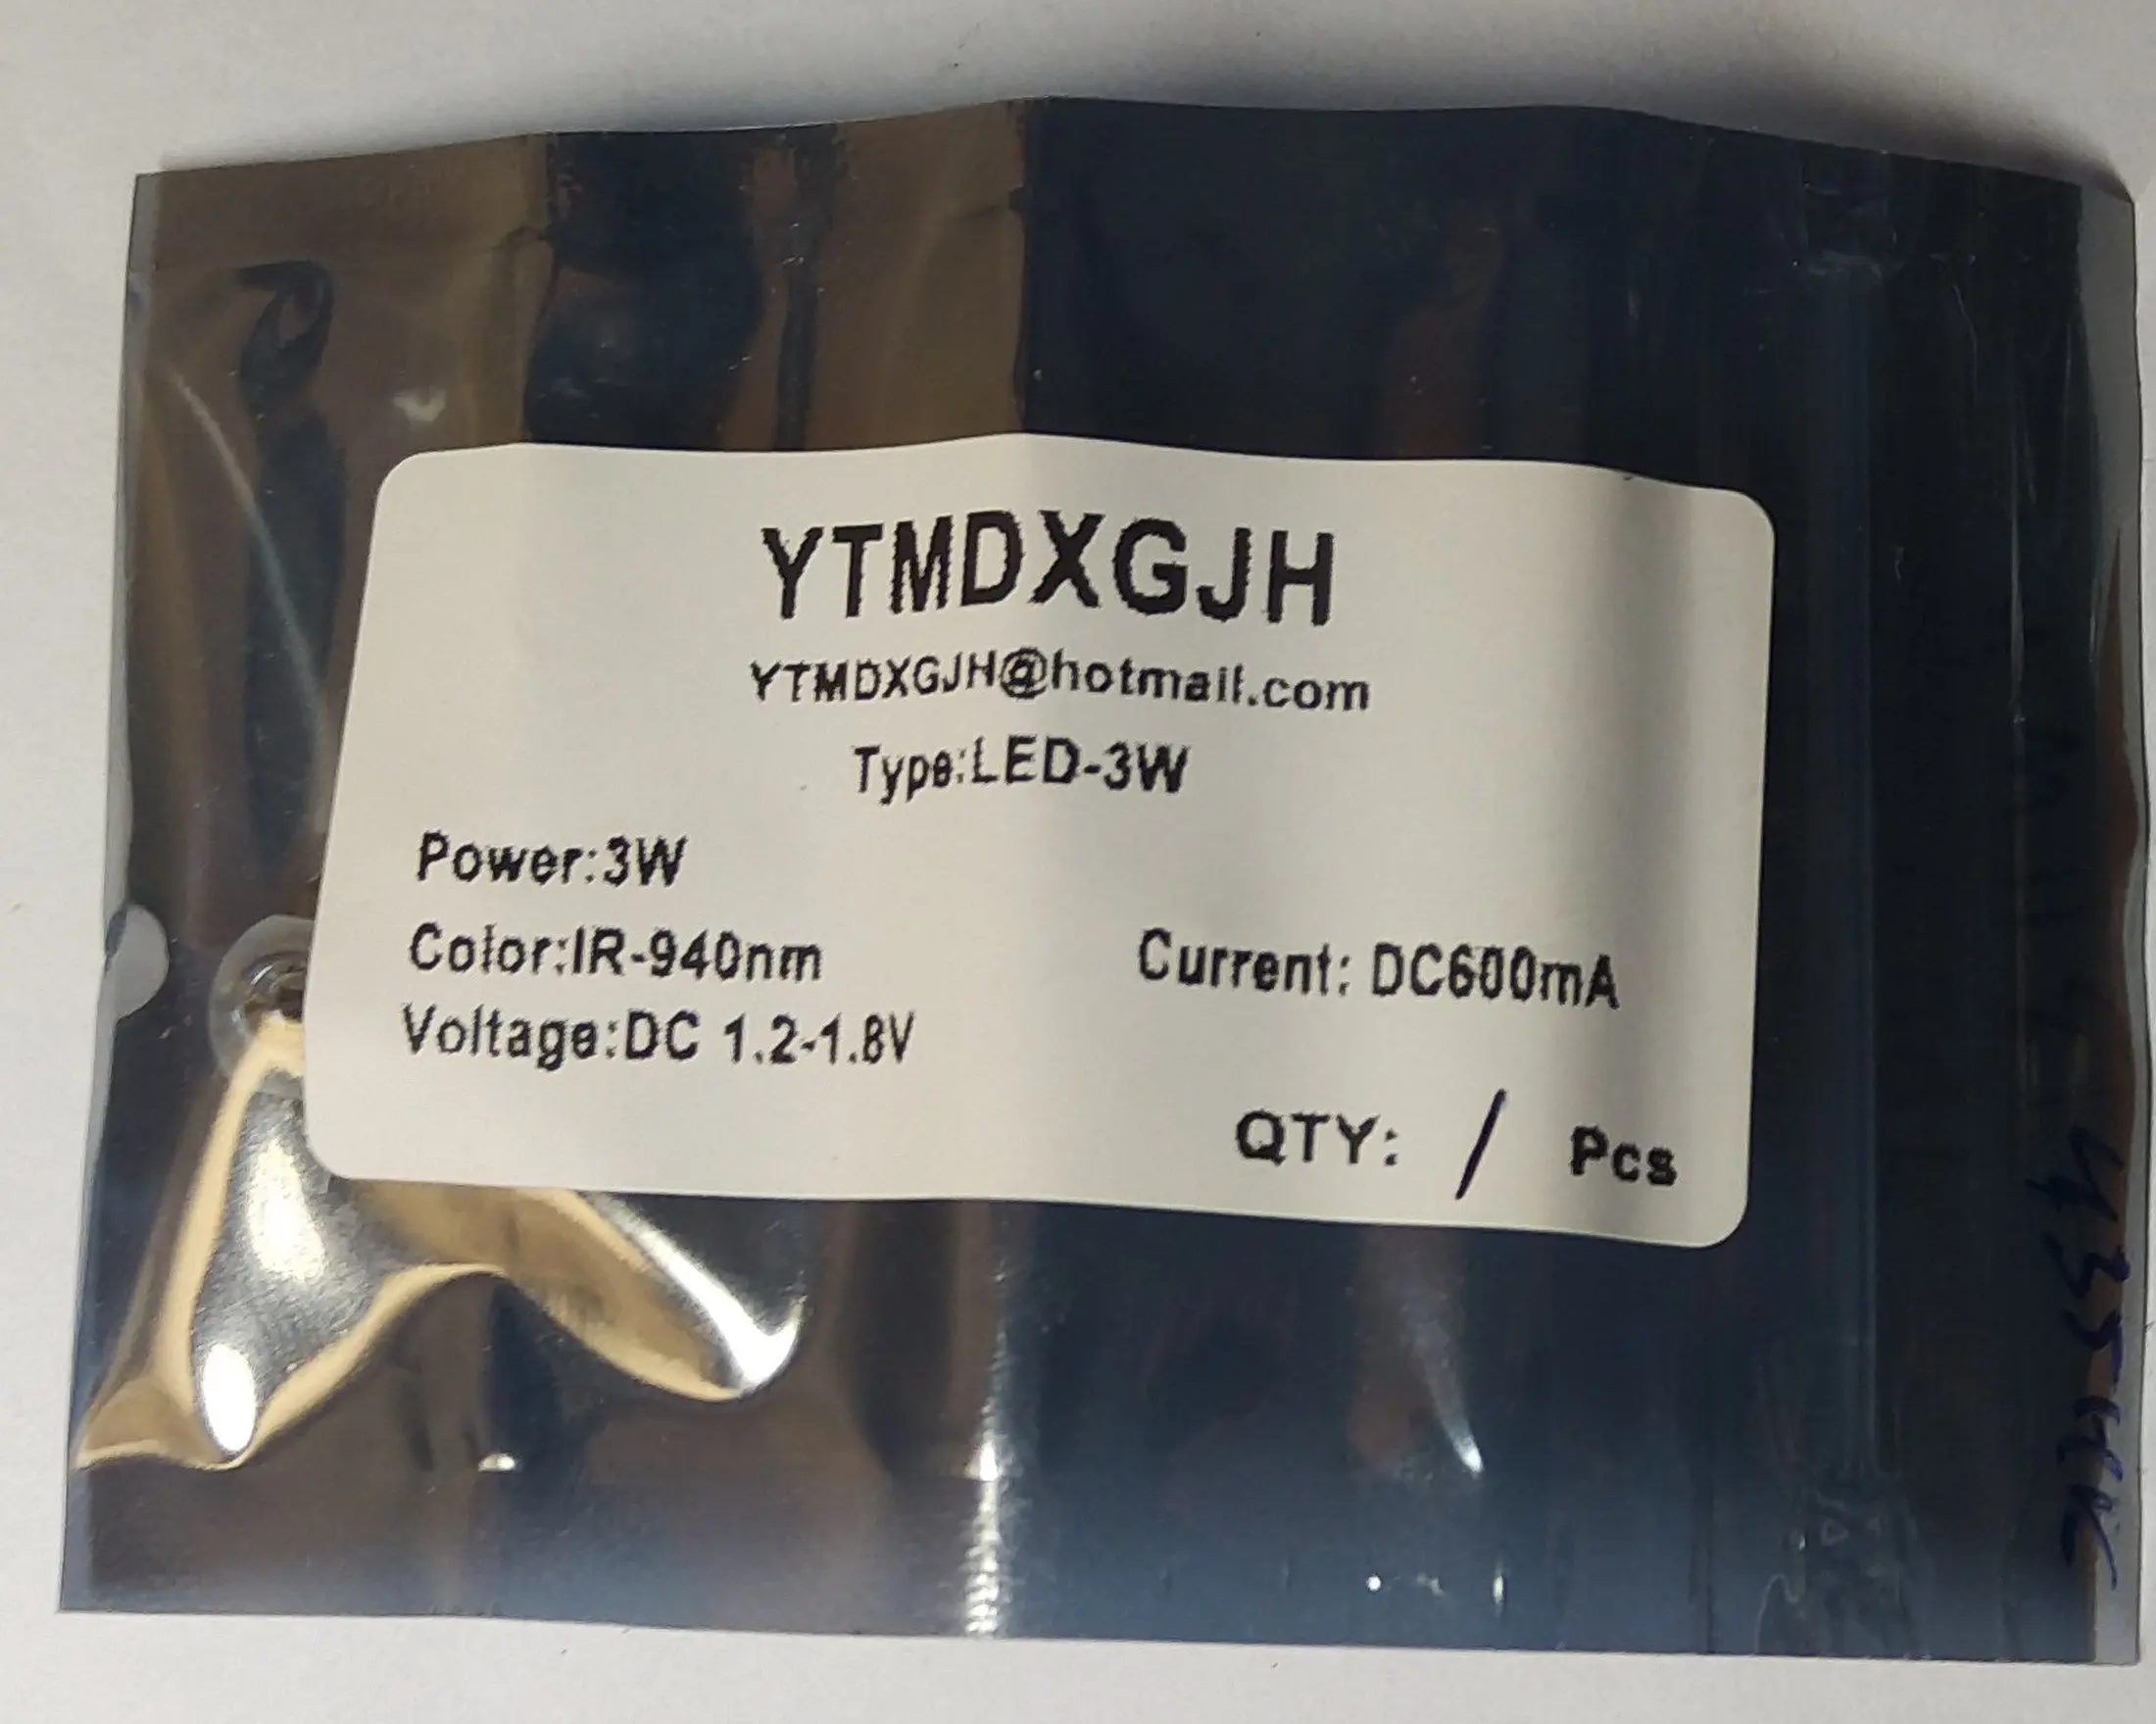 YTMDXGJH
YTMDXGJH@hotmail.com
Type:LED-3W
Power:3W
Color:IR-940nm
Current: DC600mA
Voltage:DC 1.2-1.8V
QTY: / Pcs